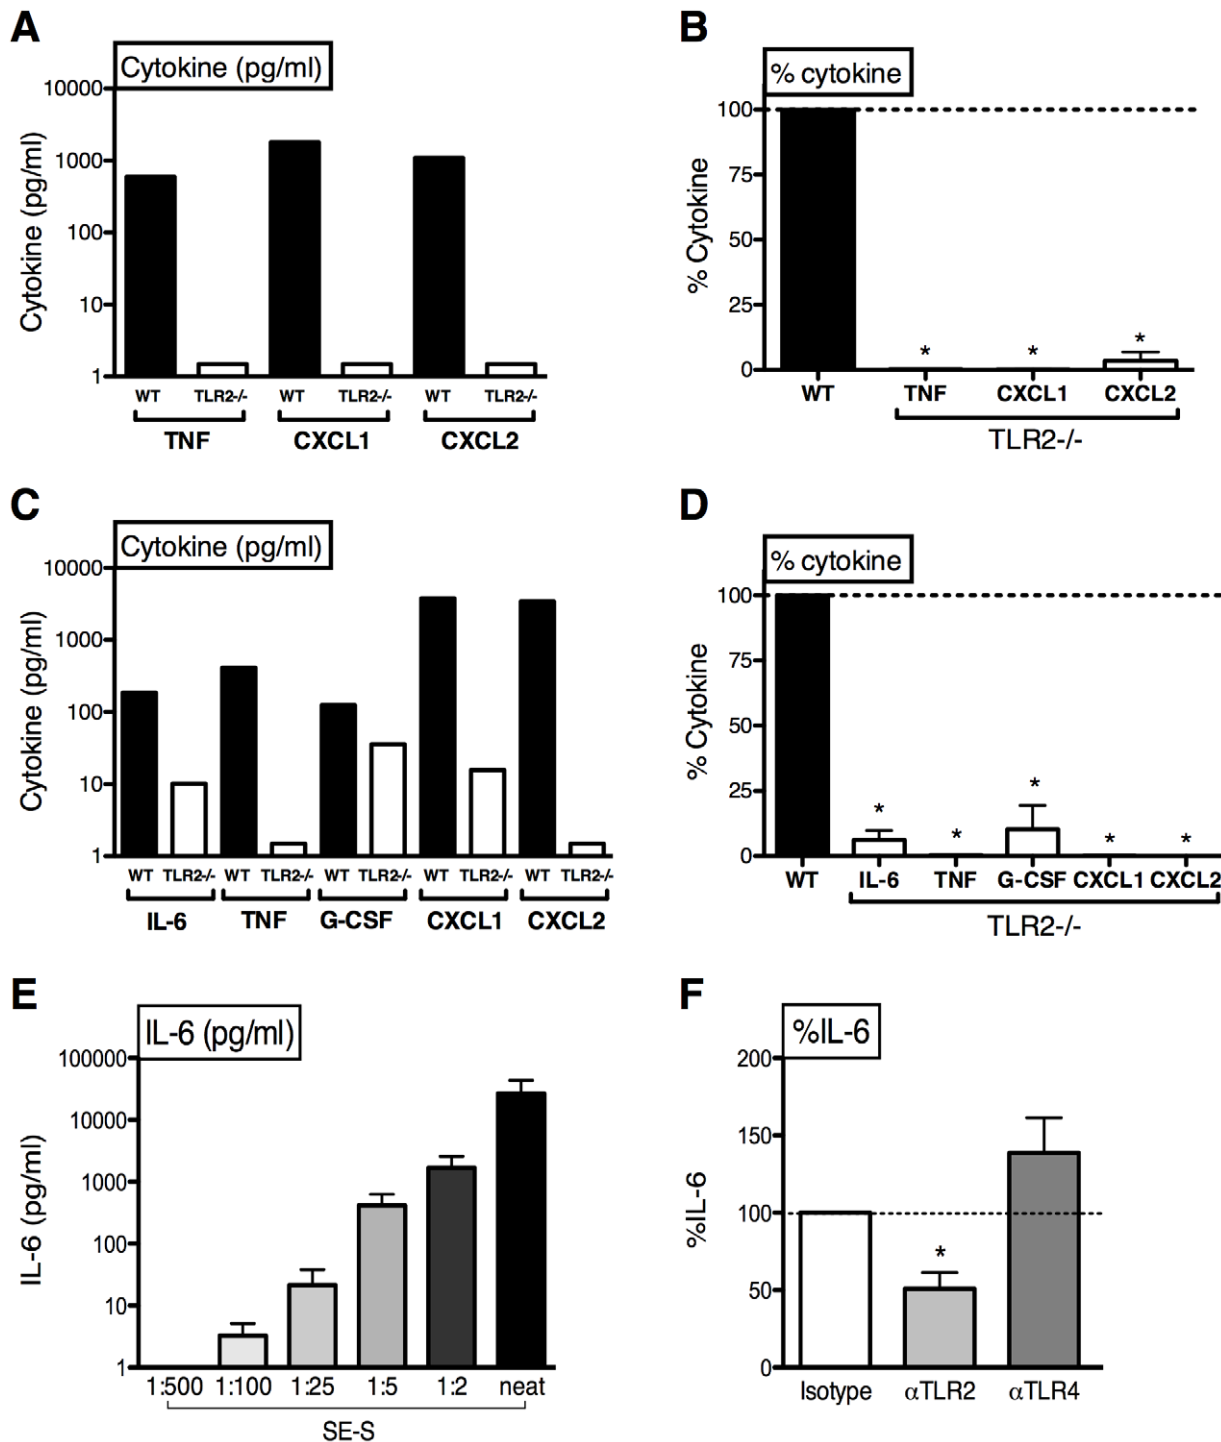 A
Cytokine (pg/ml)
Cytokine (pg/ml)
10000
1000
100
10
1
WT TLR2-/- WT TLR2-/- WT TLR2-/-
TNF CXCL1 CXCL2
B
% cytokine
% Cytokine
100
75
50
25
0
* * *
WT TNF CXCL1 CXCL2
TLR2-/-
C
Cytokine (pg/ml)
Cytokine (pg/ml)
10000
1000
100
10
1
WT TLR2-/- WT TLR2-/- WT TLR2-/- WT TLR2-/- WT TLR2-/-
IL-6 TNF G-CSF CXCL1 CXCL2
D
% cytokine
% Cytokine
100
75
50
25
0
* * * * *
WT IL-6 TNF G-CSF CXCL1 CXCL2
TLR2-/-
E
IL-6 (pg/ml)
IL-6 (pg/ml)
100000
10000
1000
100
10
1
1:500 1:100 1:25 1:5 1:2 neat
SE-S
F
%IL-6
%IL-6
200
150
100
50
0
*
Isotype αTLR2 αTLR4